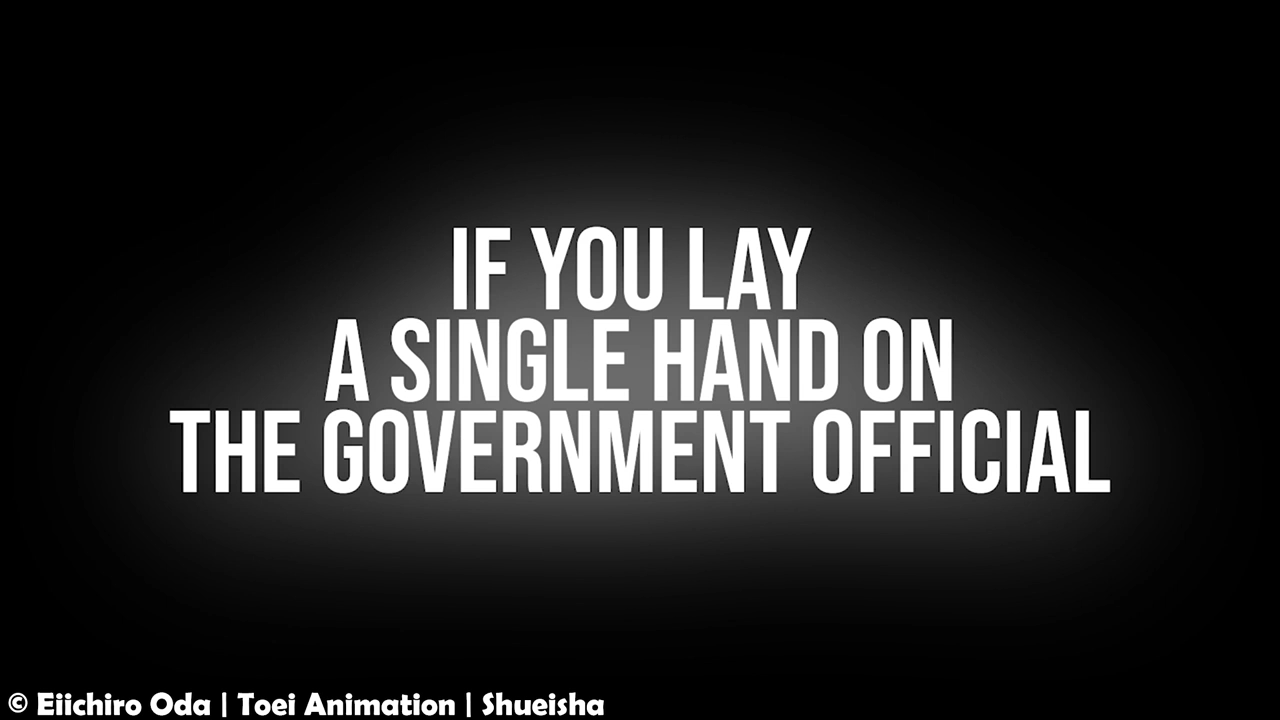 IF YOU LAY
A SINGLE HAND ON
THE GOVERNMENT OFFICIAL
© Eiichiro Oda | Toei Animation | Shueisha